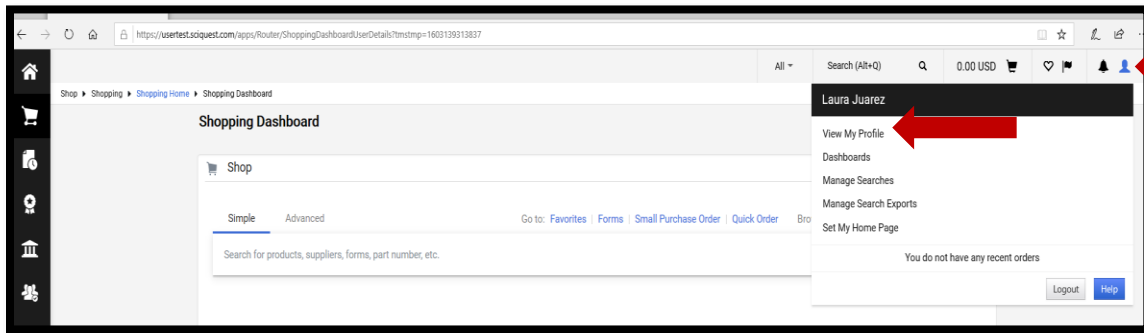 https://usertest.sciquest.com/apps/Router/ShoppingDashboardUserDetails?tmstmp=1603139313837
All Search (Alt+Q) 0.00 USD
Shop Shopping Shopping Home Shopping Dashboard
Laura Juarez
Shopping Dashboard
View My Profile
Dashboards
Shop
Manage Searches
Manage Search Exports
Simple Advanced Go to: Favorites | Forms | Small Purchase Order | Quick Order Bro
Set My Home Page
Search for products, suppliers, forms, part number, etc.
You do not have any recent orders
Logout Help